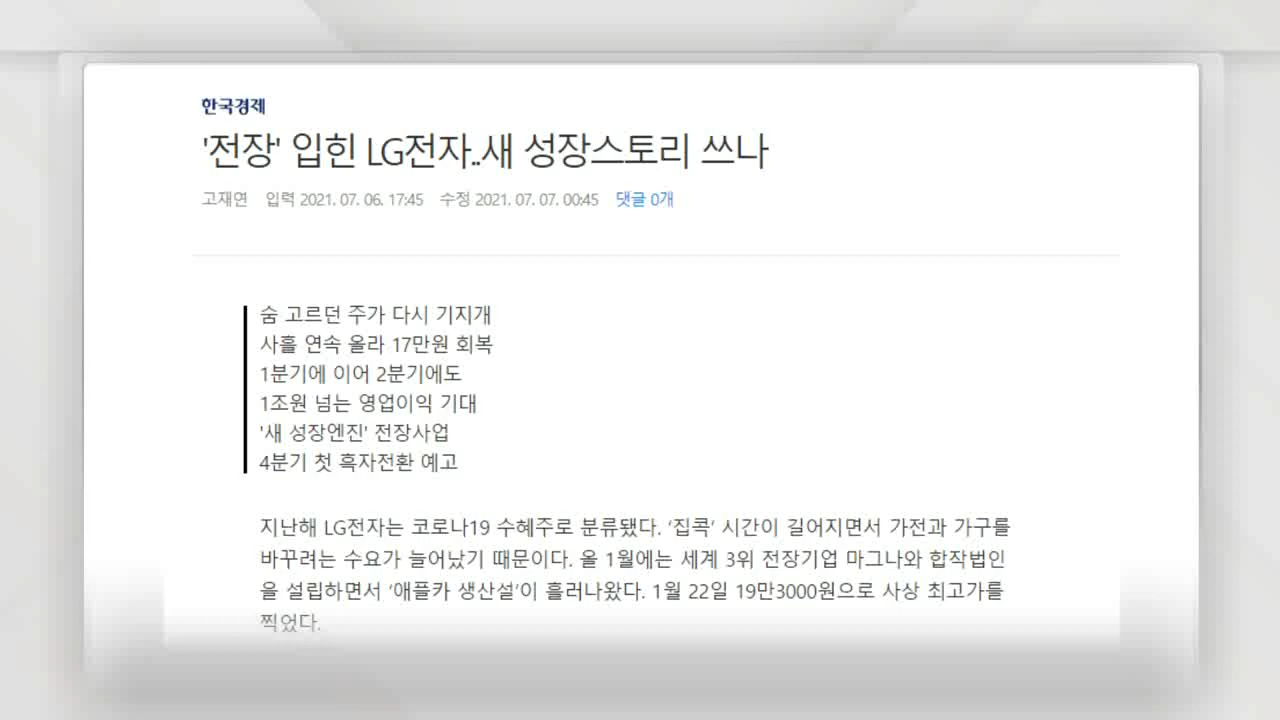 한국경제
'전장' 입힌 LG전자..새 성장스토리 쓰나
고재연 입력 2021. 07. 06. 17:45 수정 2021. 07. 07. 00:45 댓글 0개
숨 고르던 주가 다시 기지개
사흘 연속 올라 17만원 회복
1분기에 이어 2분기에도
1조원 넘는 영업이익 기대
'새 성장엔진' 전장사업
4분기 첫 흑자전환 예고
지난해 LG전자는 코로나19 수혜주로 분류됐다. ‘집콕’ 시간이 길어지면서 가전과 가구를
바꾸려는 수요가 늘어났기 때문이다. 올 1월에는 세계 3위 전장기업 마그나와 합작법인
을 설립하면서 ‘애플카 생산설’이 흘러나왔다. 1월 22일 19만3000원으로 사상 최고가를
찍었다.